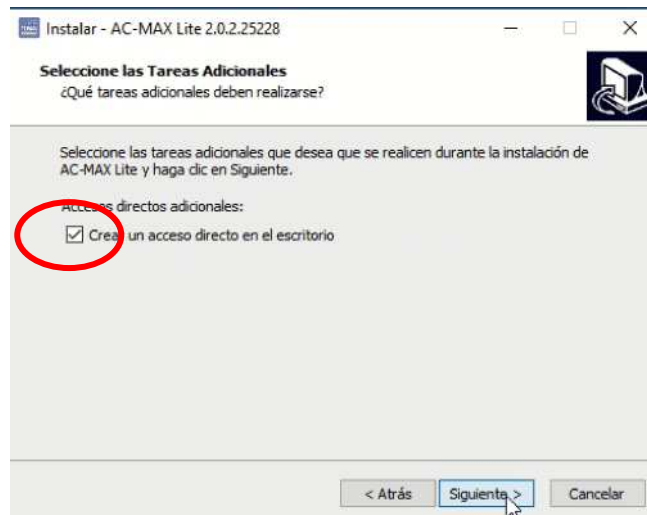 Instalar - AC-MAX Lite 2.0.2.25228
Seleccione las Tareas Adicionales
¿Qué tareas adicionales deben realizarse?
Seleccione las tareas adicionales que desea que se realicen durante la instalación de
AC-MAX Lite y haga clic en Siguiente.
Accesos directos adicionales:
Crear un acceso directo en el escritorio
< Atrás
Siguiente >
Cancelar